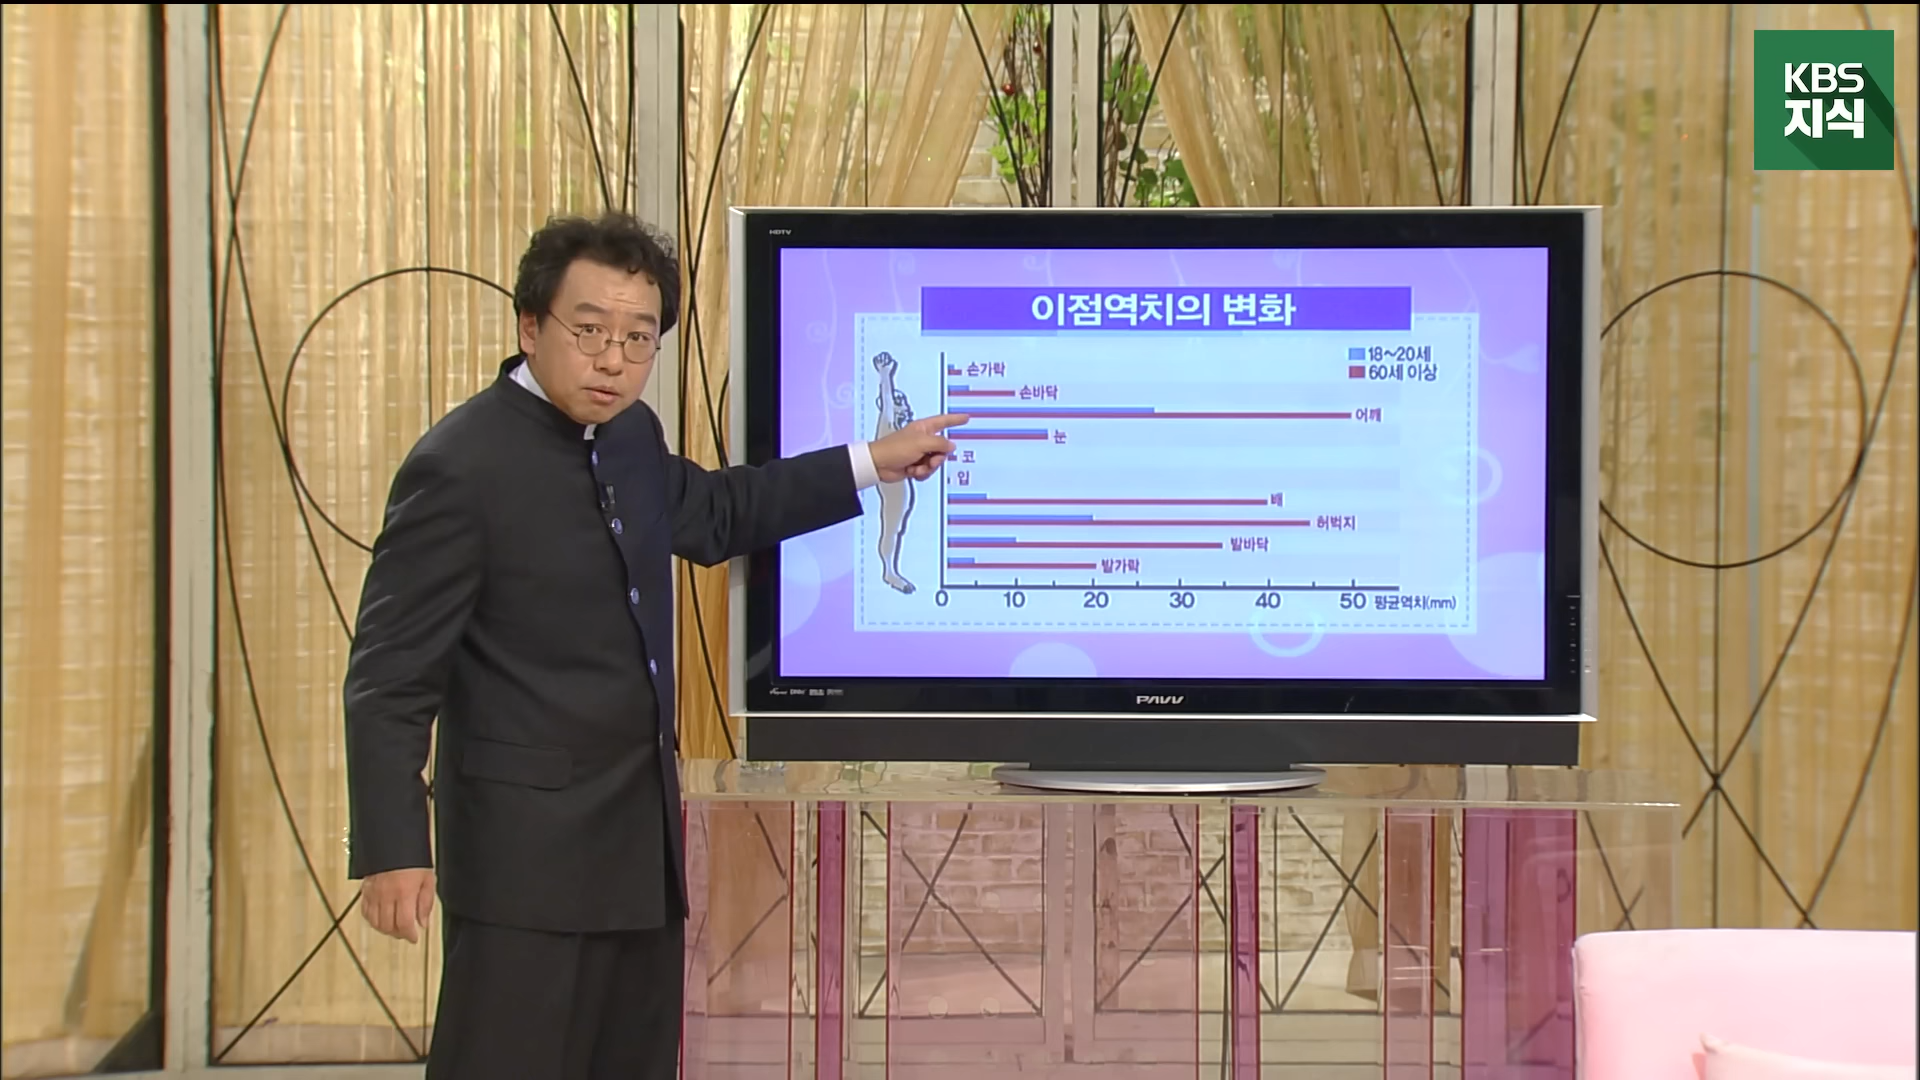 KBS
지식
HDTV
이점역치의 변화
18~20세
60세 이상
손가락
손바닥
어깨
눈
코
입
배
허벅지
발바닥
발가락
0 10 20 30 40 50 평균역치(mm)
PAVV